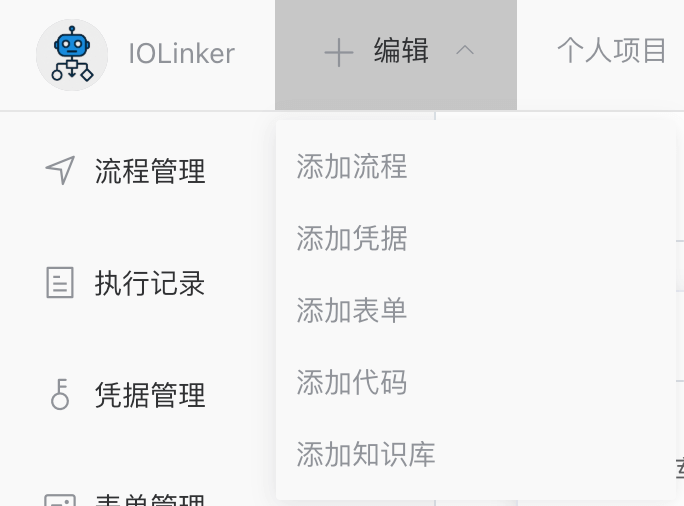 IOLinker
编辑
个人项目
流程管理
执行记录
凭据管理
表单管理
添加流程
添加凭据
添加表单
添加代码
添加知识库